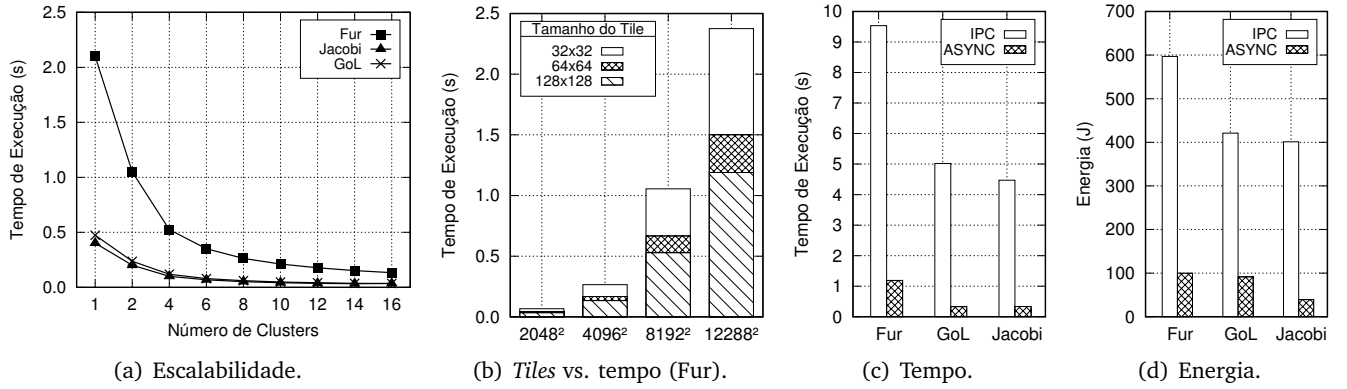 Tempo de Execução (s)
2.5
2.0
1.5
1.0
0.5
0.0
Fur
Jacobi
GoL
1 2 4 6 8 10 12 14 16
Número de Clusters
(a) Escalabilidade.
Tempo de Execução (s)
2.5
2.0
1.5
1.0
0.5
0.0
Tamanho do Tile
32x32
64x64
128x128
2048² 4096² 8192² 12288²
(b) Tiles vs. tempo (Fur).
Tempo de Execução (s)
10
9
8
7
6
5
4
3
2
1
0
IPC
ASYNC
Fur GoL Jacobi
(c) Tempo.
Energia (J)
700
600
500
400
300
200
100
0
IPC
ASYNC
Fur GoL Jacobi
(d) Energia.